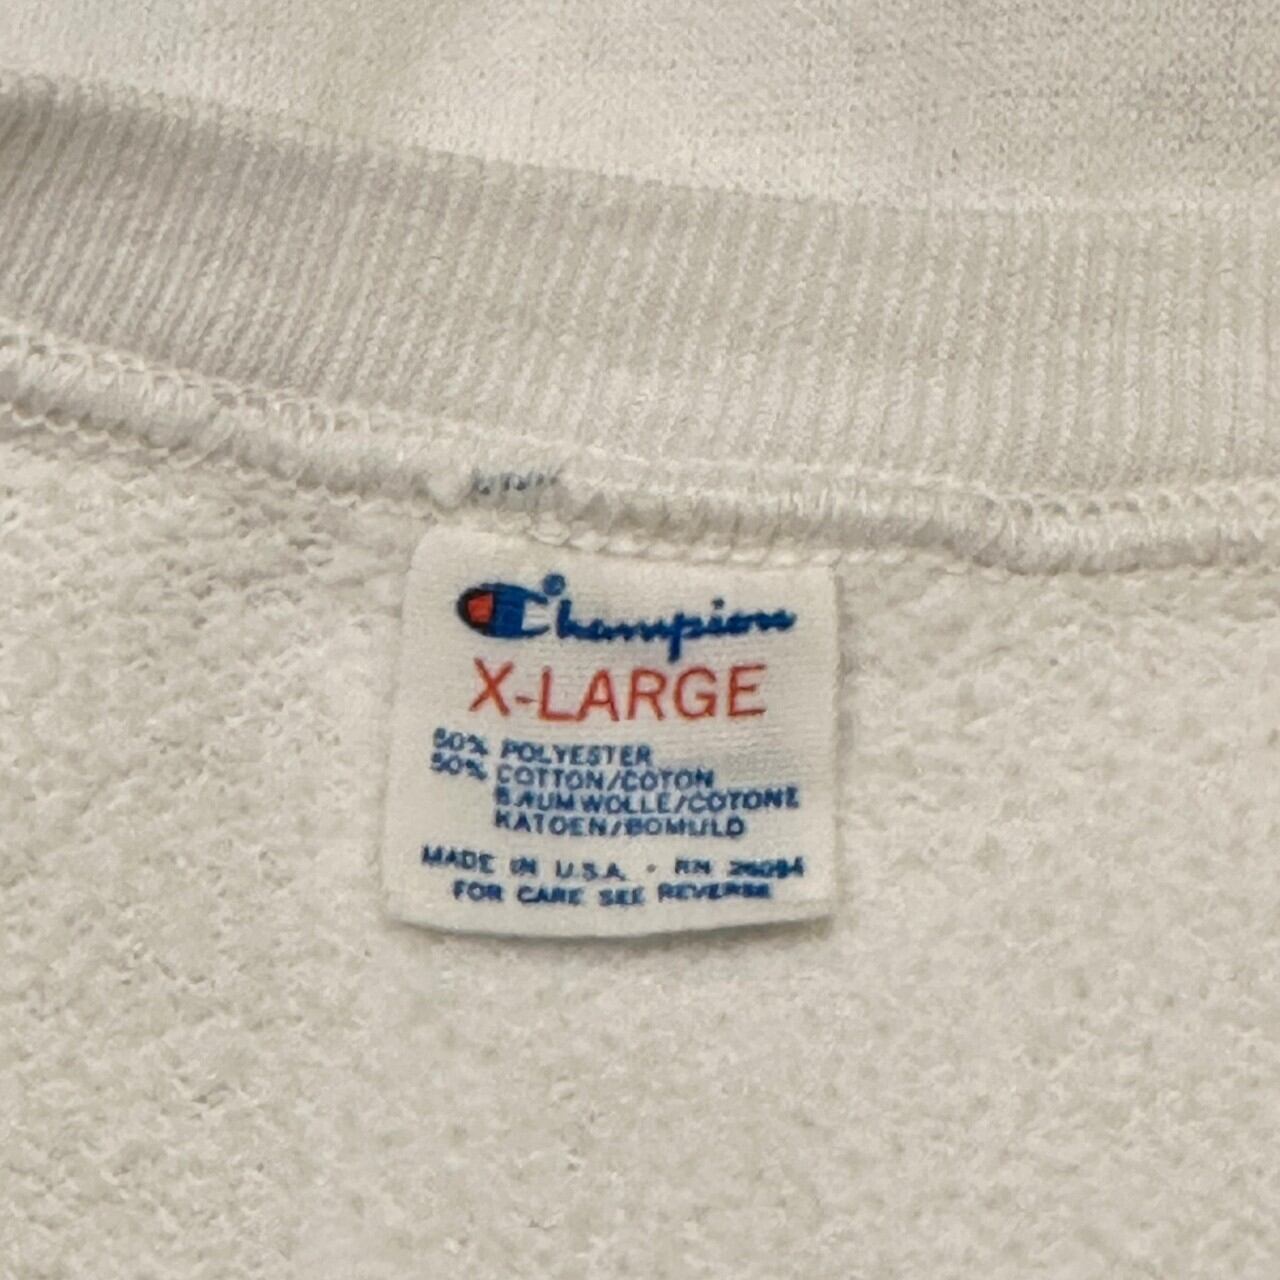 Champion®
X-LARGE
50% POLYESTER
50% COTTON/COTON
BAUMWOLLE/COTONE
KATOEN/BOMULD
MADE IN U.S.A. · RN 26094
FOR CARE SEE REVERSE